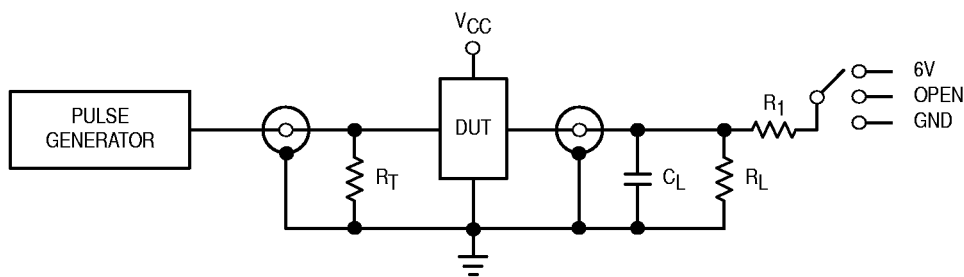 VCC
PULSE
GENERATOR
DUT
RT
CL
RL
R1
6V
OPEN
GND